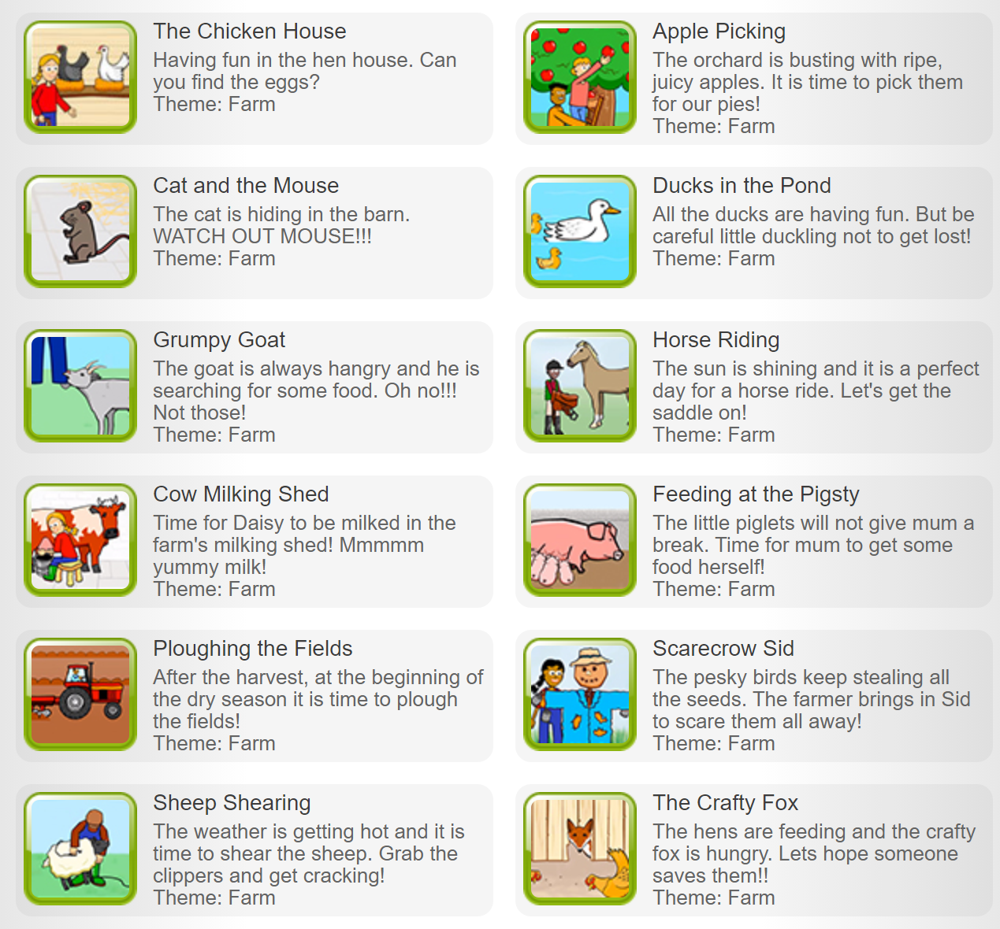 The Chicken House
Having fun in the hen house. Can
you find the eggs?
Theme: Farm
Apple Picking
The orchard is busting with ripe,
juicy apples. It is time to pick them
for our pies!
Theme: Farm
Cat and the Mouse
The cat is hiding in the barn.
WATCH OUT MOUSE!!!
Theme: Farm
Ducks in the Pond
All the ducks are having fun. But be
careful little duckling not to get lost!
Theme: Farm
Grumpy Goat
The goat is always hangry and he is
searching for some food. Oh no!!!
Not those!
Theme: Farm
Horse Riding
The sun is shining and it is a perfect
day for a horse ride. Let's get the
saddle on!
Theme: Farm
Cow Milking Shed
Time for Daisy to be milked in the
farm's milking shed! Mmmmm
yummy milk!
Theme: Farm
Feeding at the Pigsty
The little piglets will not give mum a
break. Time for mum to get some
food herself!
Theme: Farm
Ploughing the Fields
After the harvest, at the beginning of
the dry season it is time to plough
the fields!
Theme: Farm
Scarecrow Sid
The pesky birds keep stealing all
the seeds. The farmer brings in Sid
to scare them all away!
Theme: Farm
Sheep Shearing
The weather is getting hot and it is
time to shear the sheep. Grab the
clippers and get cracking!
Theme: Farm
The Crafty Fox
The hens are feeding and the crafty
fox is hungry. Lets hope someone
saves them!!
Theme: Farm